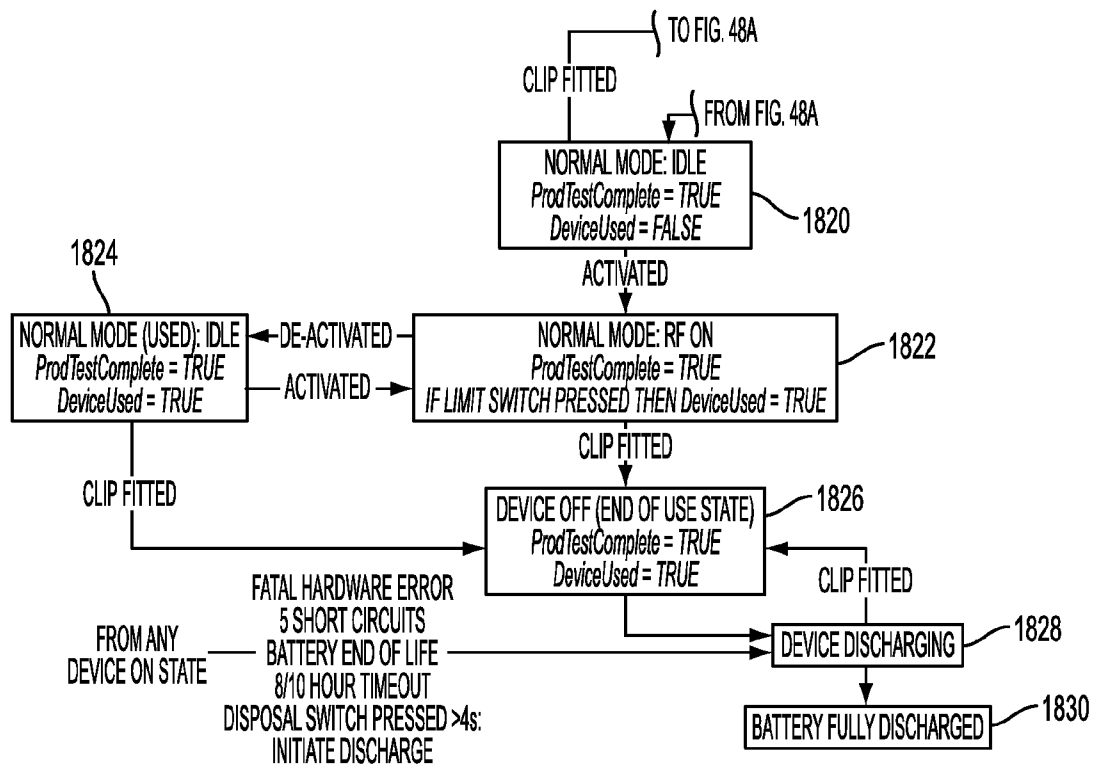 TO FIG. 48A
CLIP FITTED
FROM FIG. 48A
NORMAL MODE: IDLE
ProdTestComplete = TRUE
DeviceUsed = FALSE
1820
ACTIVATED
1824
NORMAL MODE (USED): IDLE
ProdTestComplete = TRUE
DeviceUsed = TRUE
DE-ACTIVATED
ACTIVATED
NORMAL MODE: RF ON
ProdTestComplete = TRUE
IF LIMIT SWITCH PRESSED THEN DeviceUsed = TRUE
1822
CLIP FITTED
CLIP FITTED
DEVICE OFF (END OF USE STATE)
ProdTestComplete = TRUE
DeviceUsed = TRUE
1826
CLIP FITTED
FROM ANY
DEVICE ON STATE
FATAL HARDWARE ERROR
5 SHORT CIRCUITS
BATTERY END OF LIFE
8/10 HOUR TIMEOUT
DISPOSAL SWITCH PRESSED >4s:
INITIATE DISCHARGE
DEVICE DISCHARGING
1828
BATTERY FULLY DISCHARGED
1830